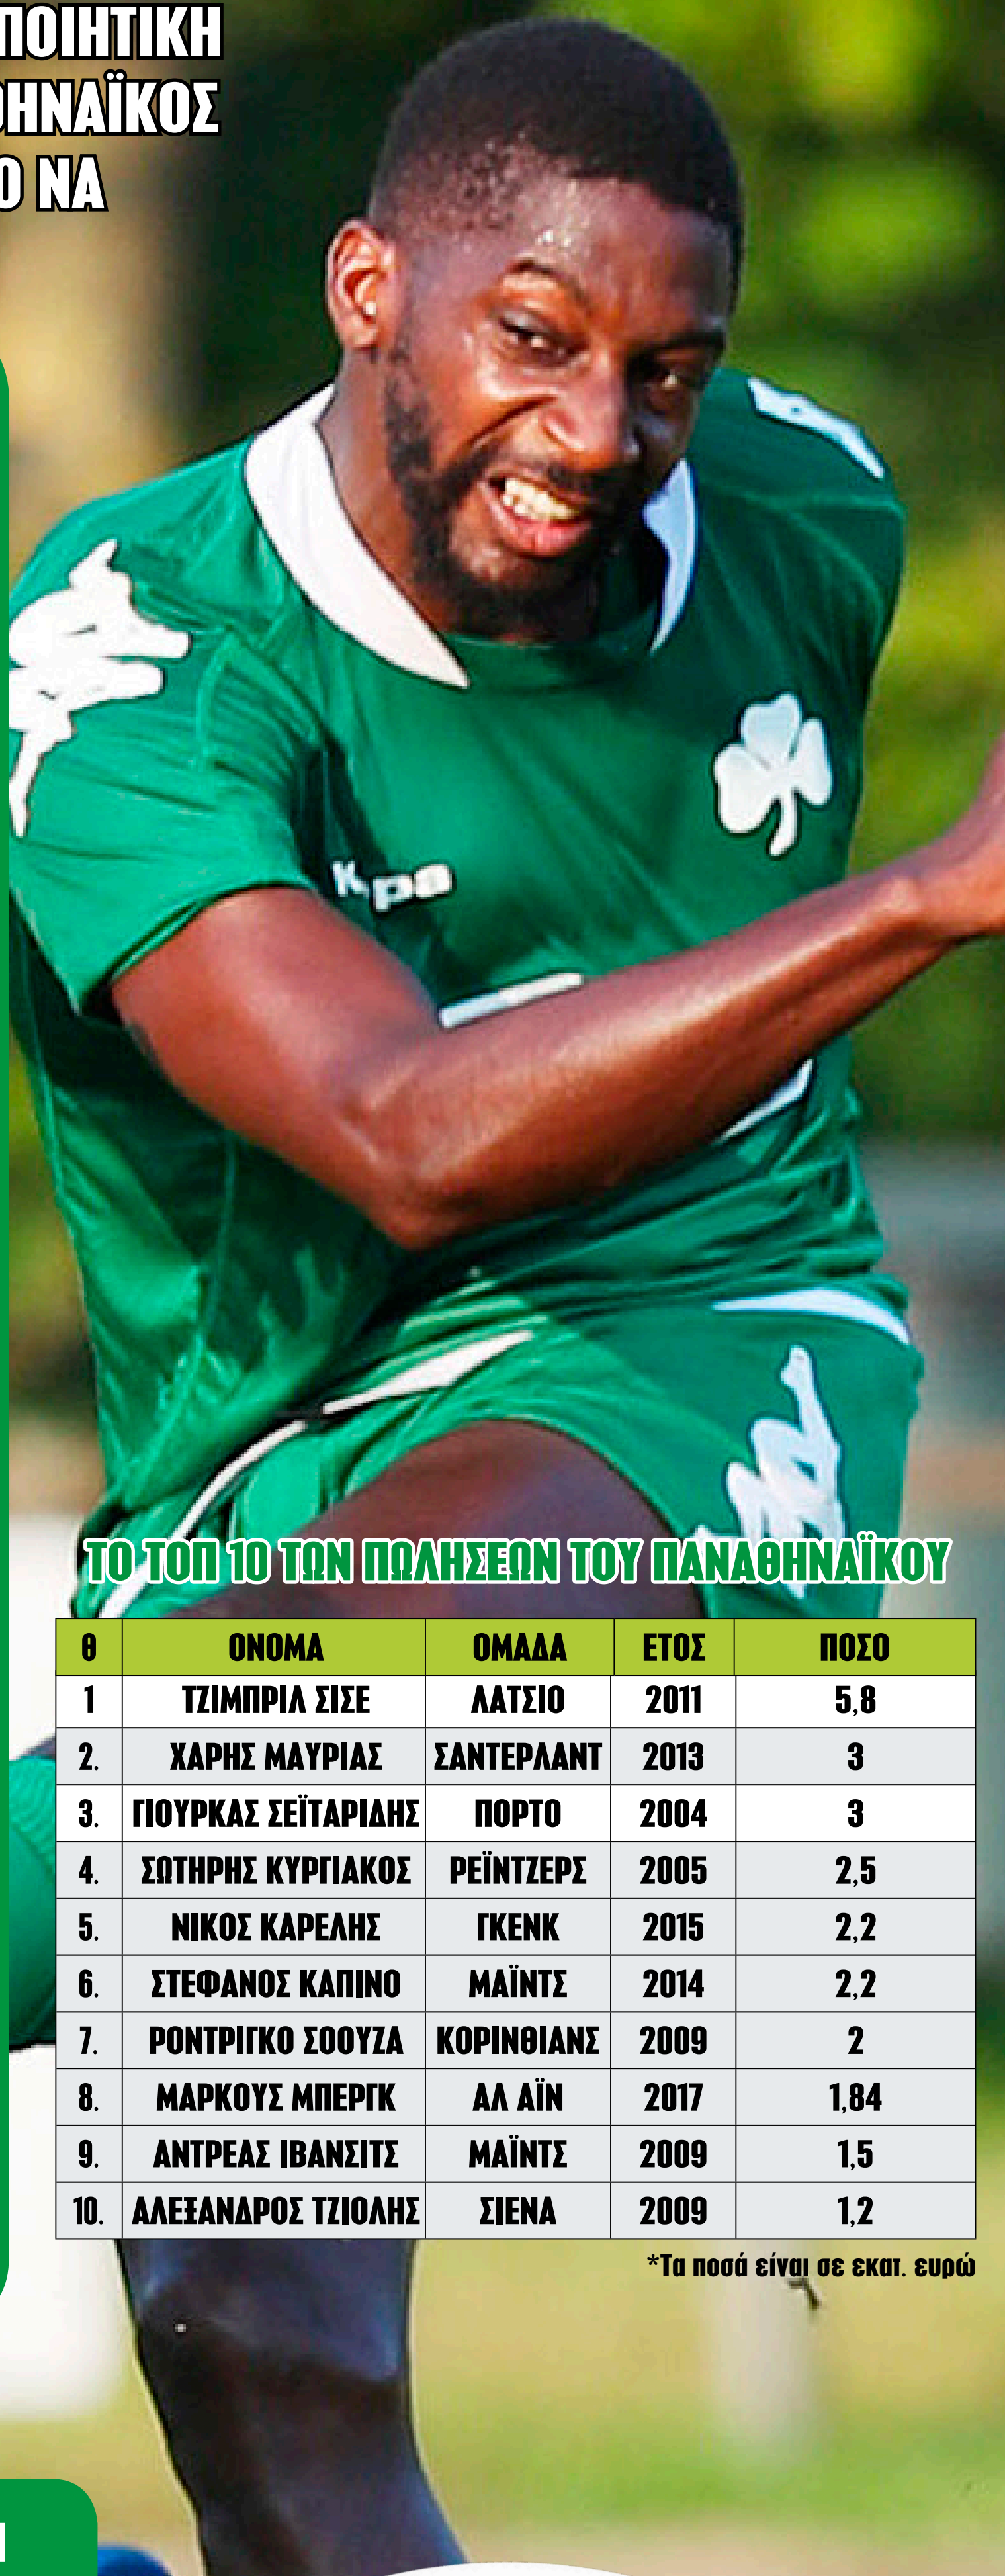 ΠΟΙΗΤΙΚΗ
ΘΗΝΑΪΚΟΣ
Ο ΝΑ
Kappa
ΤΟ ΤΟΠ 10 ΤΩΝ ΠΩΛΗΣΕΩΝ ΤΟΥ ΠΑΝΑΘΗΝΑΪΚΟΥ
Θ ΟΝΟΜΑ ΟΜΑΔΑ ΕΤΟΣ ΠΟΣΟ
1 ΤΖΙΜΠΡΙΛ ΣΙΣΕ ΛΑΤΣΙΟ 2011 5,8
2. ΧΑΡΗΣ ΜΑΥΡΙΑΣ ΣΑΝΤΕΡΛΑΝΤ 2013 3
3. ΓΙΟΥΡΚΑΣ ΣΕΪΤΑΡΙΔΗΣ ΠΟΡΤΟ 2004 3
4. ΣΩΤΗΡΗΣ ΚΥΡΓΙΑΚΟΣ ΡΕΪΝΤΖΕΡΣ 2005 2,5
5. ΝΙΚΟΣ ΚΑΡΕΛΗΣ ΓΚΕΝΚ 2015 2,2
6. ΣΤΕΦΑΝΟΣ ΚΑΠΙΝΟ ΜΑΪΝΤΣ 2014 2,2
7. ΡΟΝΤΡΙΓΚΟ ΣΟΟΥΖΑ ΚΟΡΙΝΘΙΑΝΣ 2009 2
8. ΜΑΡΚΟΥΣ ΜΠΕΡΓΚ ΑΛ ΑΪΝ 2017 1,84
9. ΑΝΤΡΕΑΣ ΙΒΑΝΣΙΤΣ ΜΑΪΝΤΣ 2009 1,5
10. ΑΛΕΞΑΝΔΡΟΣ ΤΖΙΟΛΗΣ ΣΙΕΝΑ 2009 1,2
*Τα ποσά είναι σε εκατ. ευρώ